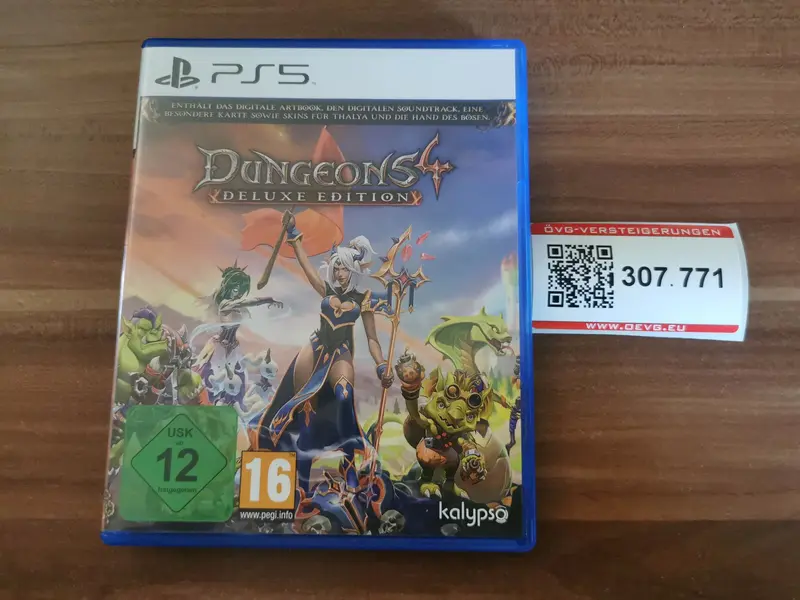 PS5
ENTHÄLT DAS DIGITALE ARTBOOK, DEN DIGITALEN SOUNDTRACK, EINE
BESONDERE KARTE SOWIE SKINS FÜR THALYA UND DIE HAND DES BÖSEN.
DUNGEONS 4
DELUXE EDITION
ÖVG-VERSTEIGERUNGEN
307.771
WWW.OEVG.EU
USK
ab
12
freigegeben
16
www.pegi.info
kalypso